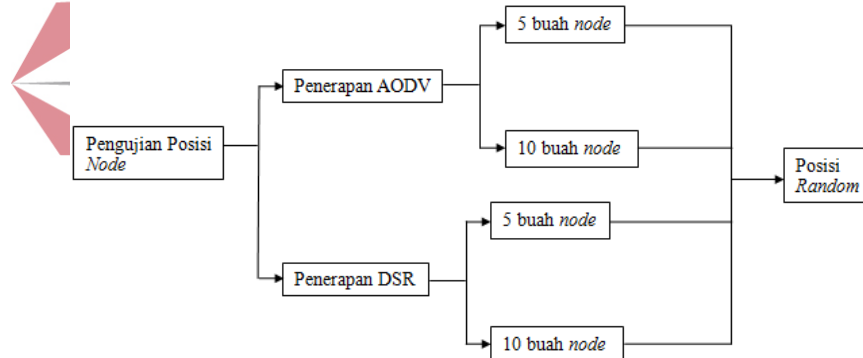 5 buah node
Penerapan AODV
Pengujian Posisi
Node
10 buah node
Posisi
Random
5 buah node
Penerapan DSR
10 buah node